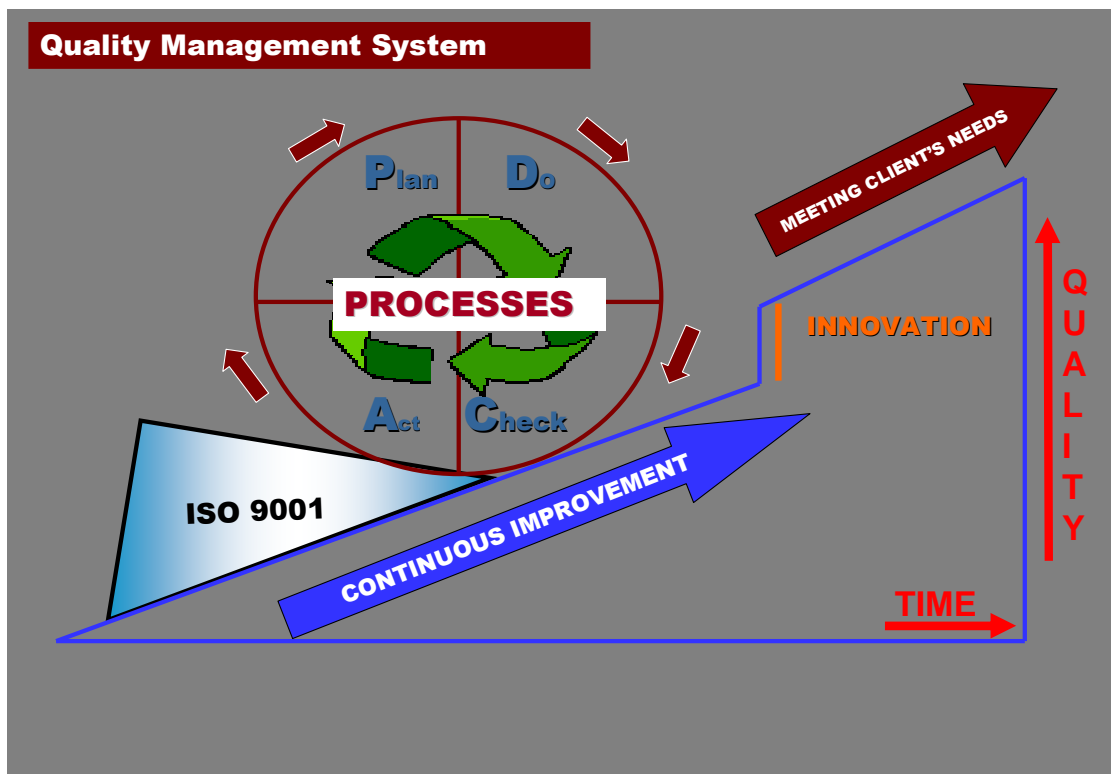 Quality Management System
Plan
Do
PROCESSES
Act
Check
ISO 9001
CONTINUOUS IMPROVEMENT
MEETING CLIENT'S NEEDS
INNOVATION
QUALITY
TIME